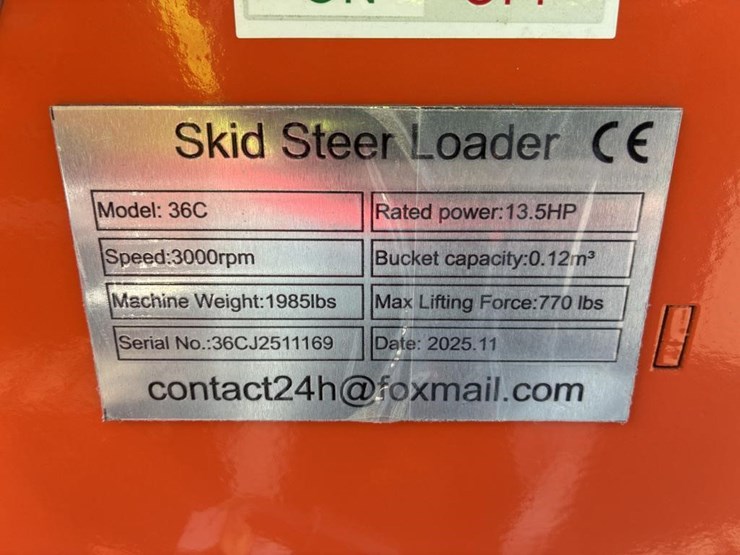 Skid Steer Loader CE
Model: 36C
Rated power:13.5HP
Speed:3000rpm
Bucket capacity:0.12m³
Machine Weight:1985lbs
Max Lifting Force:770 lbs
Serial No.:36CJ2511169
Date: 2025.11
contact24h@foxmail.com